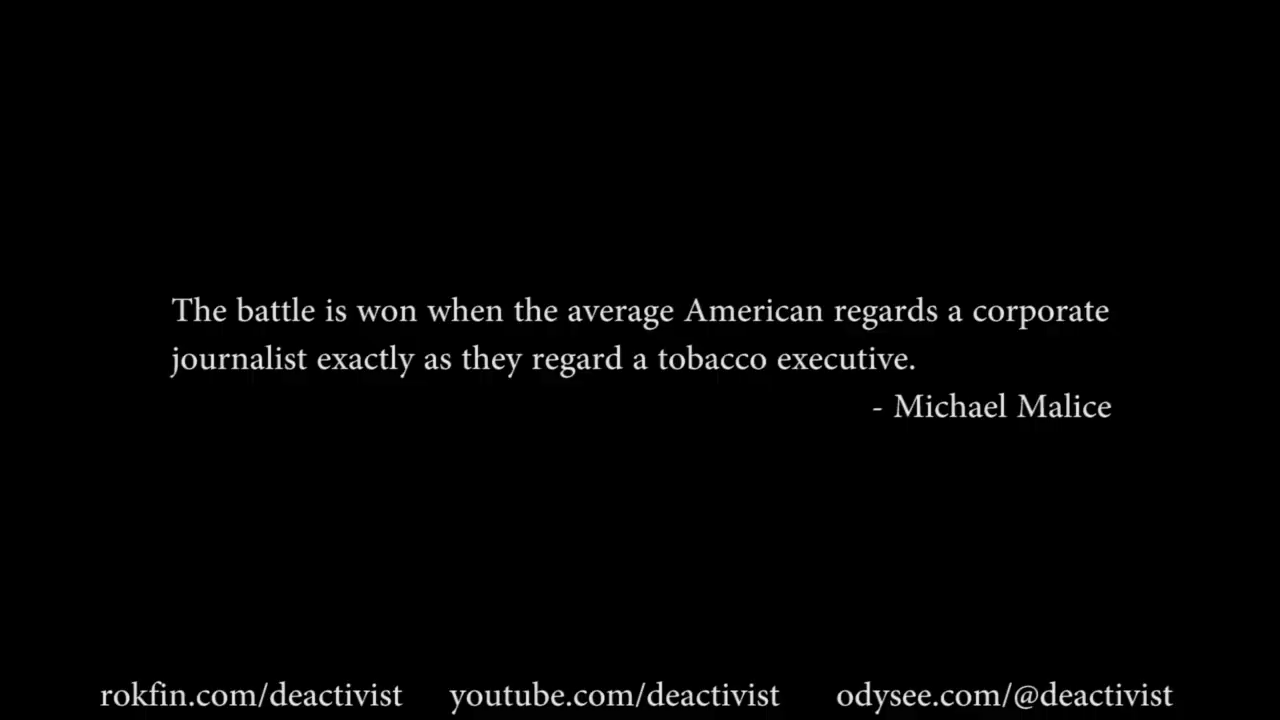 The battle is won when the average American regards a corporate
journalist exactly as they regard a tobacco executive.
- Michael Malice
rokfin.com/deactivist youtube.com/deactivist odysee.com/@deactivist